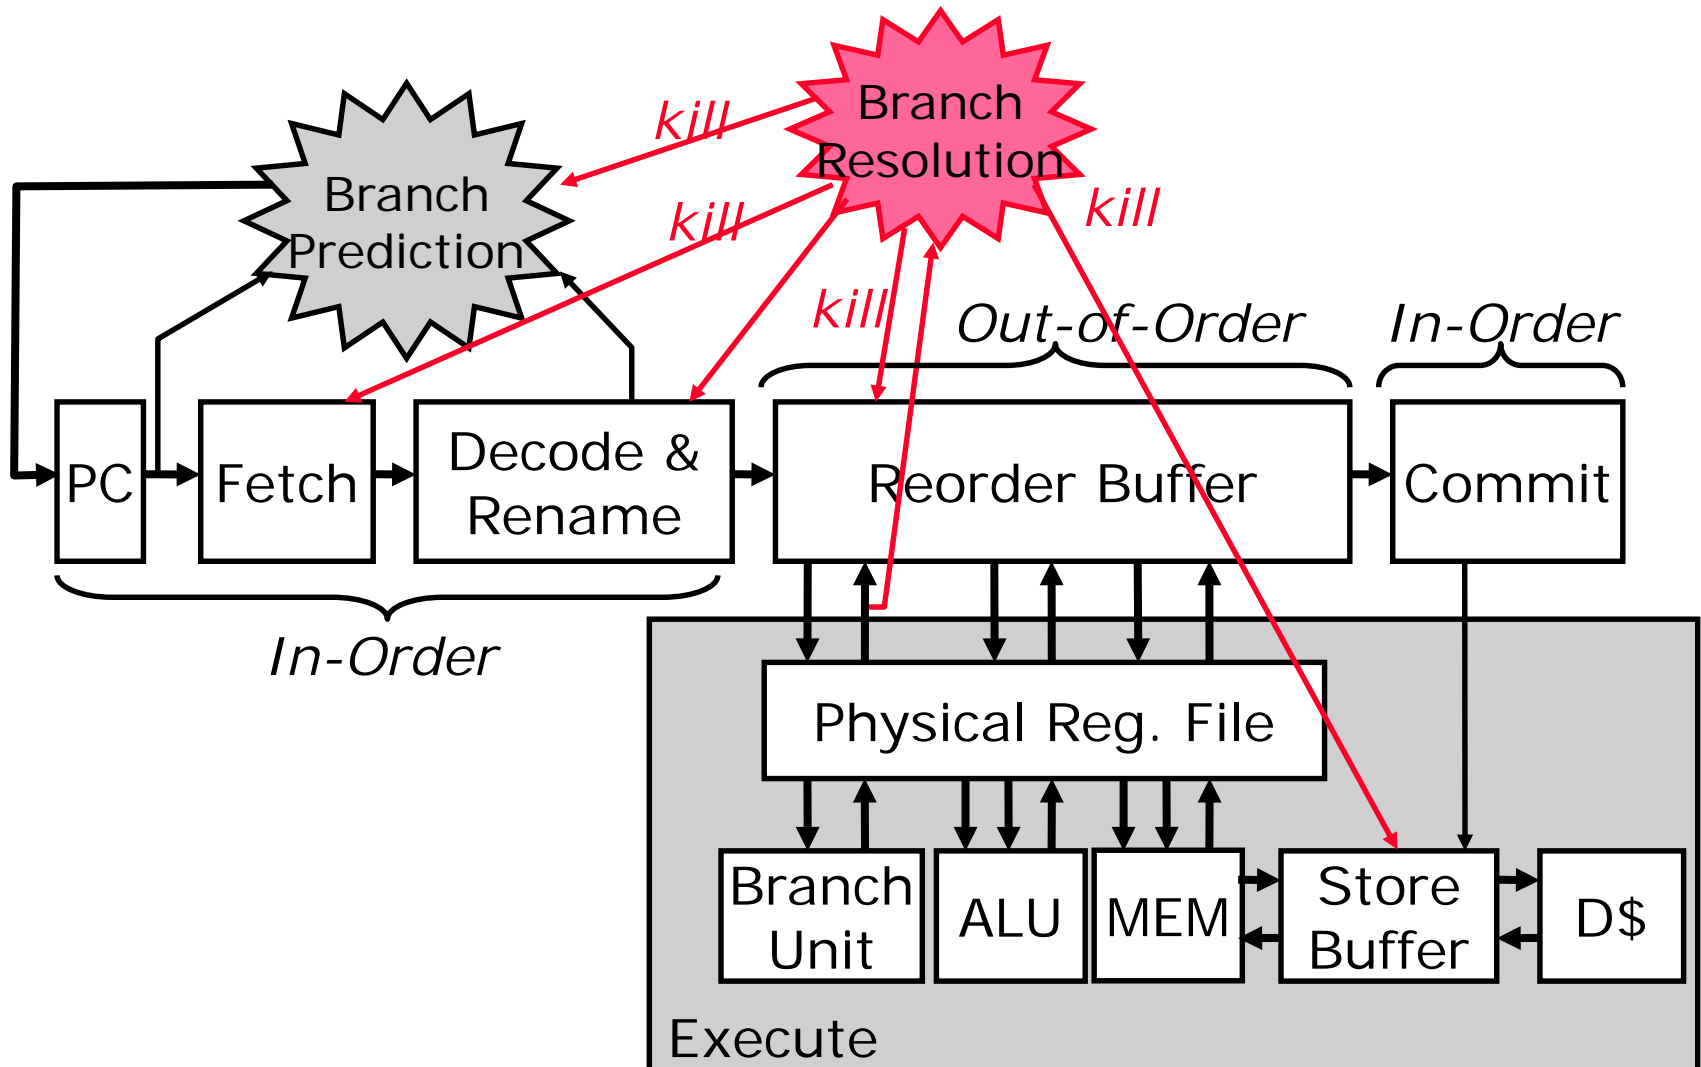 Branch
Resolution
kill
Branch
Prediction
kill
kill
kill
Out-of-Order
In-Order
PC
Fetch
Decode &
Rename
Reorder Buffer
Commit
In-Order
Physical Reg. File
Branch
Unit
ALU
MEM
Store
Buffer
D$
Execute